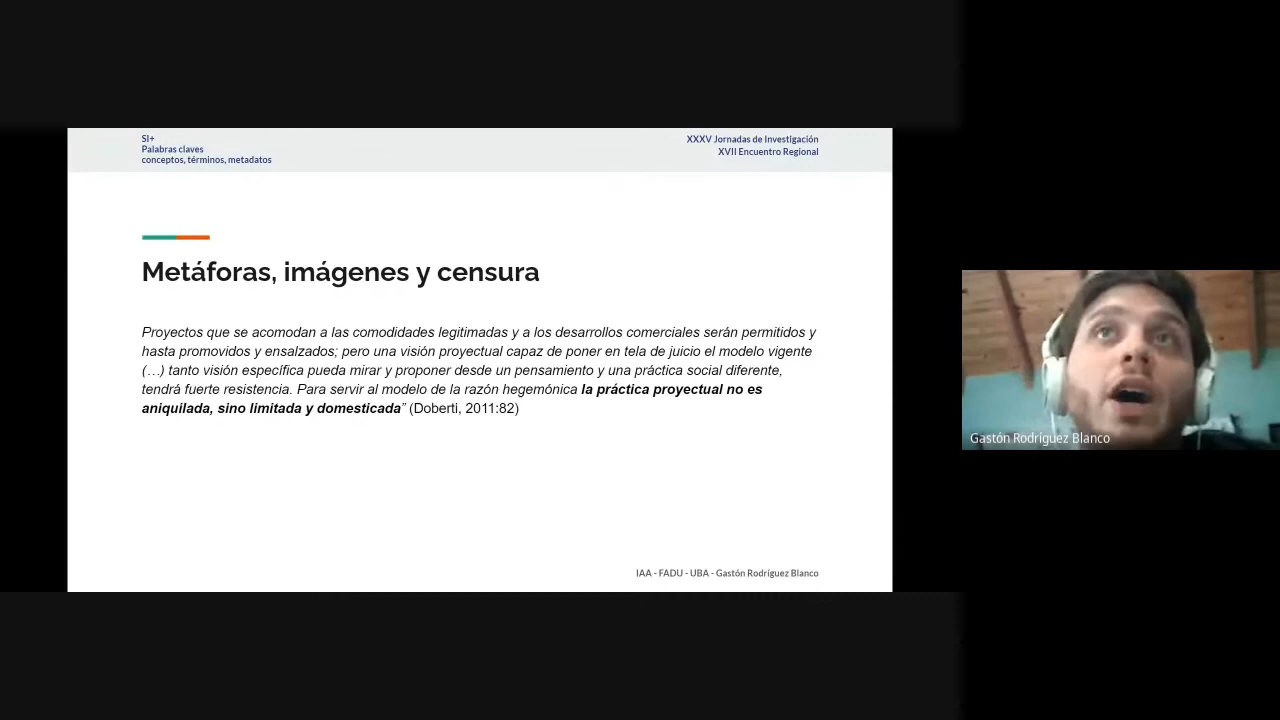 SI+
Palabras claves
conceptos, términos, metadatos
XXXV Jornadas de Investigación
XVII Encuentro Regional
Metáforas, imágenes y censura
Proyectos que se acomodan a las comodidades legitimadas y a los desarrollos comerciales serán permitidos y
hasta promovidos y ensalzados; pero una visión proyectual capaz de poner en tela de juicio el modelo vigente
(…) tanto visión específica pueda mirar y proponer desde un pensamiento y una práctica social diferente,
tendrá fuerte resistencia. Para servir al modelo de la razón hegemónica la práctica proyectual no es
aniquilada, sino limitada y domesticada” (Doberti, 2011:82)
IAA - FADU - UBA - Gastón Rodríguez Blanco
Gastón Rodríguez Blanco